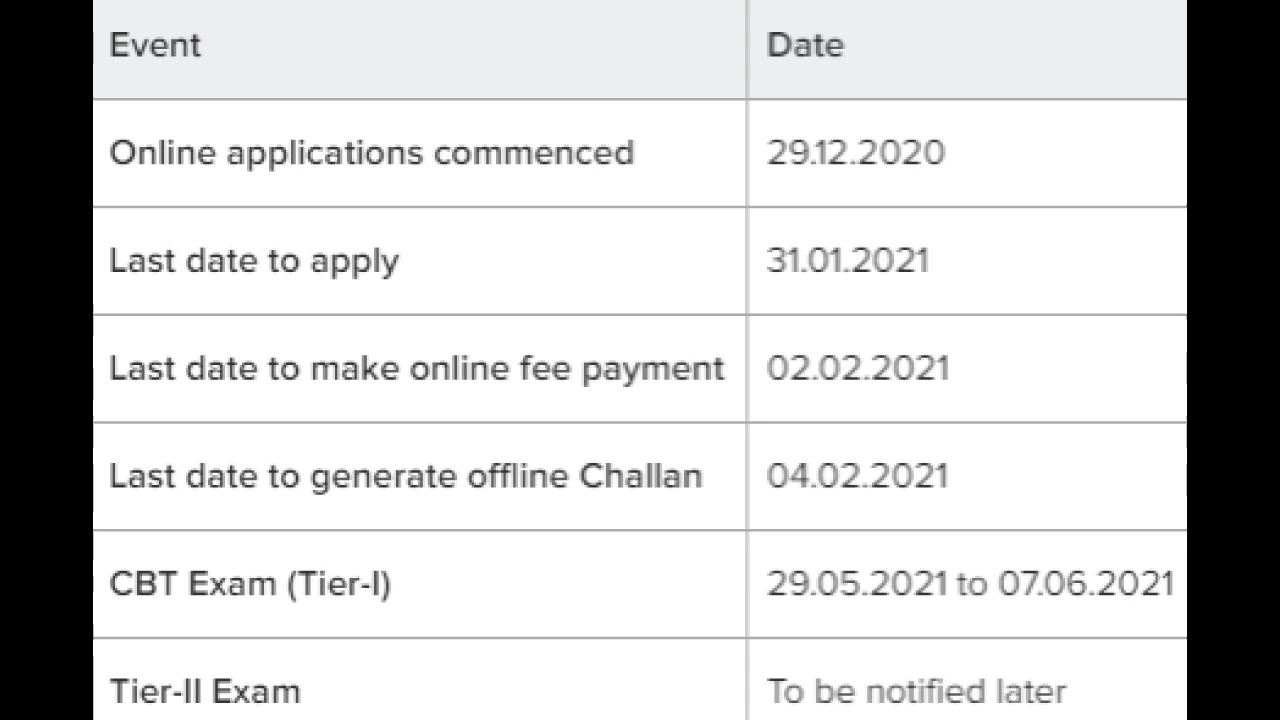 Event Date
Online applications commenced 29.12.2020
Last date to apply 31.01.2021
Last date to make online fee payment 02.02.2021
Last date to generate offline Challan 04.02.2021
CBT Exam (Tier-I) 29.05.2021 to 07.06.2021
Tier-II Exam To be notified later